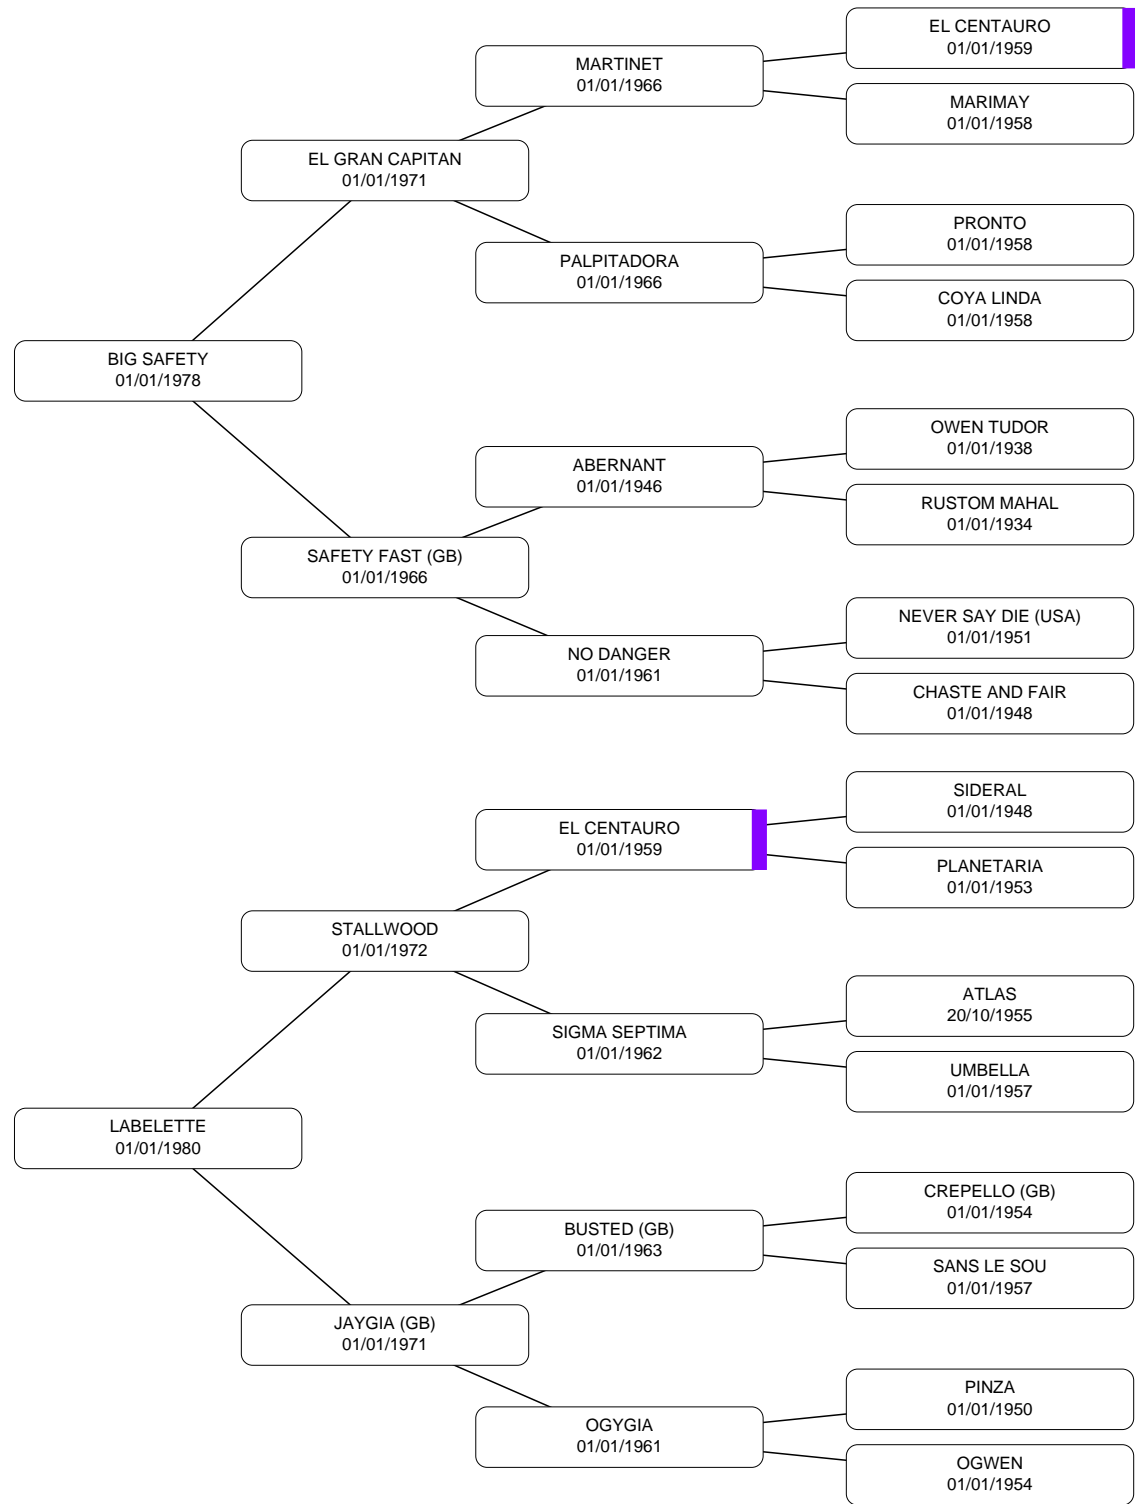 EL CENTAURO
01/01/1959
MARTINET
01/01/1966
MARIMAY
01/01/1958
EL GRAN CAPITAN
01/01/1971
PRONTO
01/01/1958
PALPITADORA
01/01/1966
COYA LINDA
01/01/1958
BIG SAFETY
01/01/1978
OWEN TUDOR
01/01/1938
ABERNANT
01/01/1946
RUSTOM MAHAL
01/01/1934
SAFETY FAST (GB)
01/01/1966
NEVER SAY DIE (USA)
01/01/1951
NO DANGER
01/01/1961
CHASTE AND FAIR
01/01/1948
SIDERAL
01/01/1948
EL CENTAURO
01/01/1959
PLANETARIA
01/01/1953
STALLWOOD
01/01/1972
ATLAS
20/10/1955
SIGMA SEPTIMA
01/01/1962
UMBELLA
01/01/1957
LABELETTE
01/01/1980
CREPELLO (GB)
01/01/1954
BUSTED (GB)
01/01/1963
SANS LE SOU
01/01/1957
JAYGIA (GB)
01/01/1971
PINZA
01/01/1950
OGYGIA
01/01/1961
OGWEN
01/01/1954